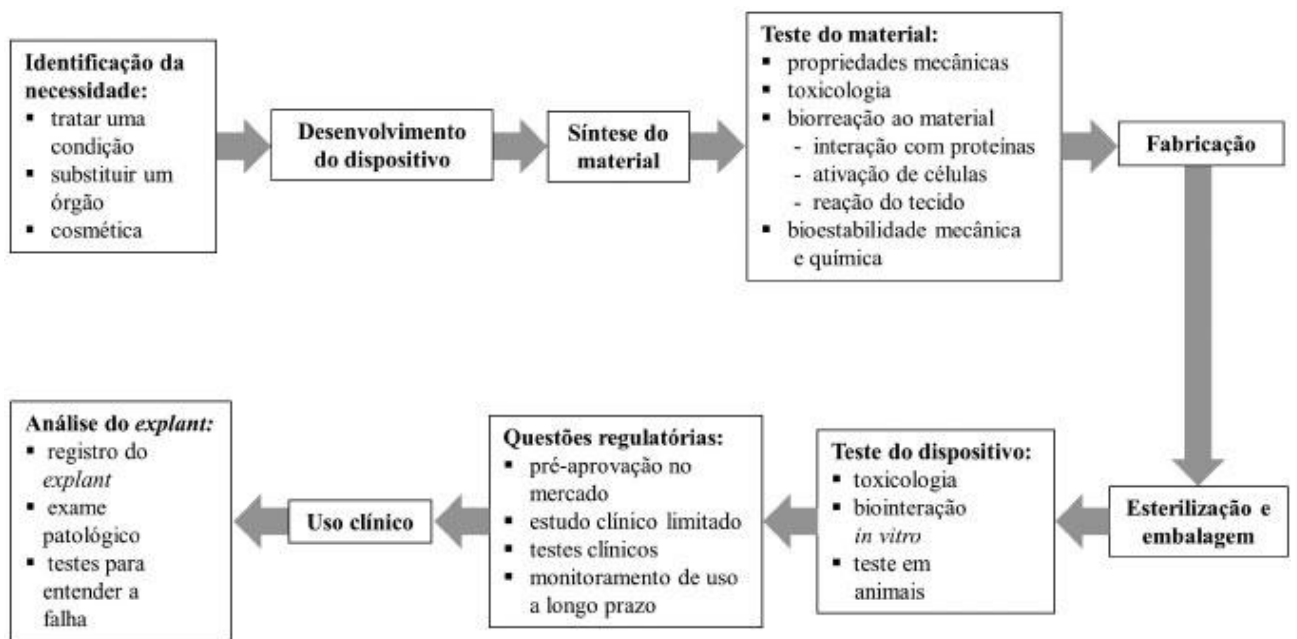 Identificação da
necessidade:
▪ tratar uma
condição
▪ substituir um
órgão
▪ cosmética
Desenvolvimento
do dispositivo
Síntese do
material
Teste do material:
▪ propriedades mecânicas
▪ toxicologia
▪ biorreação ao material
- interação com proteínas
- ativação de células
- reação do tecido
▪ bioestabilidade mecânica
e química
Fabricação
Esterilização e
embalagem
Teste do dispositivo:
▪ toxicologia
▪ biointeração
in vitro
▪ teste em
animais
Questões regulatórias:
▪ pré-aprovação no
mercado
▪ estudo clínico limitado
▪ testes clínicos
▪ monitoramento de uso
a longo prazo
Uso clínico
Análise do explant:
▪ registro do
explant
▪ exame
patológico
▪ testes para
entender a
falha